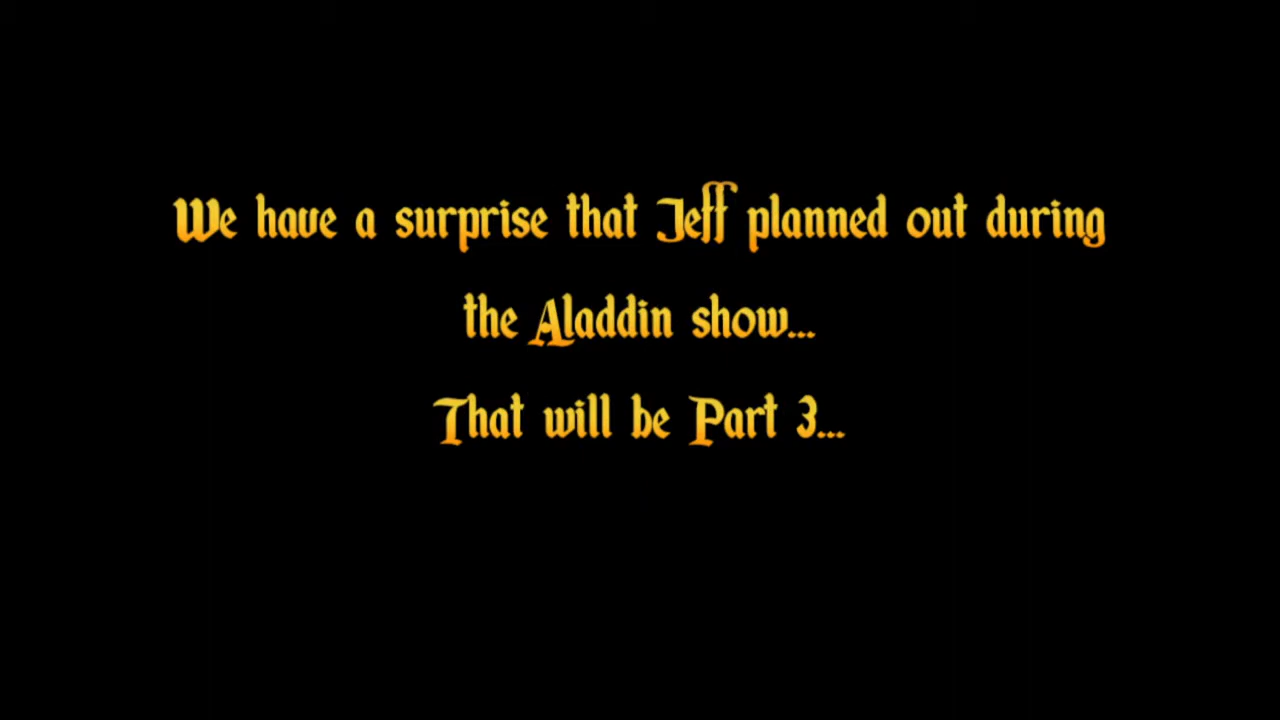 We have a surprise that Jeff planned out during
the Aladdin show...
That will be Part 3...